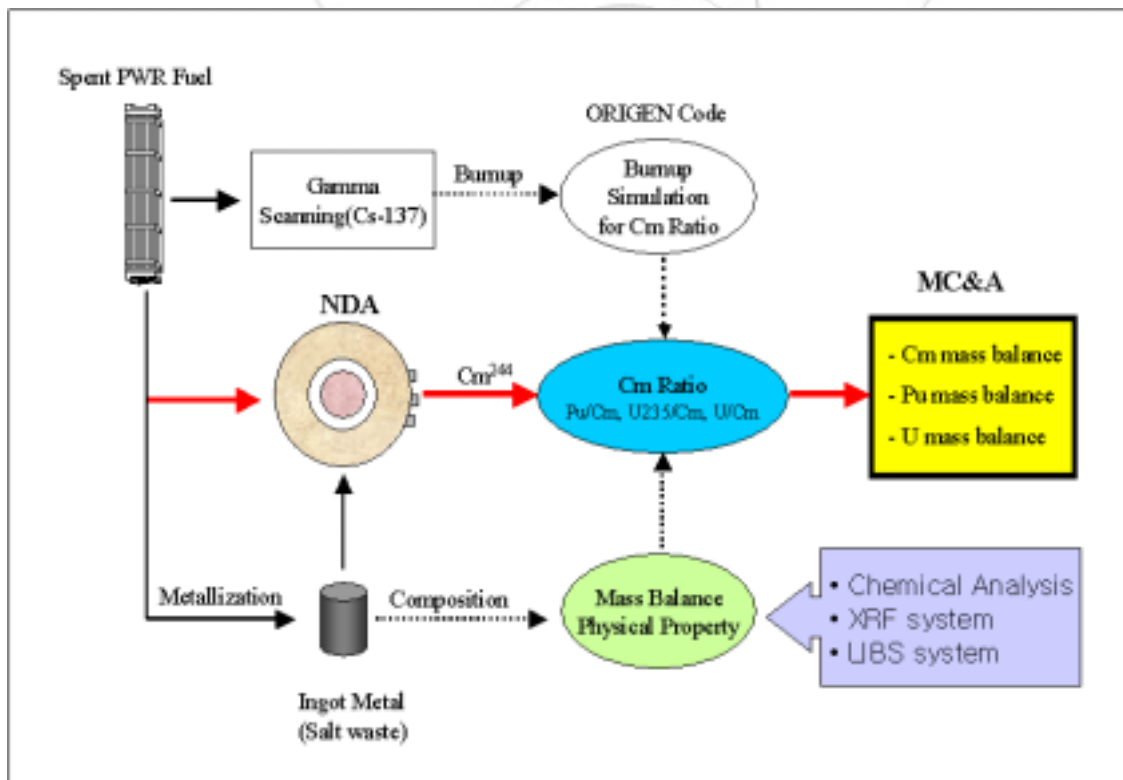 Spent PWR Fuel
ORIGEN Code
Gamma
Scanning(Cs-137)
Burnup
Burnup
Simulation
for Cm Ratio
NDA
MC&A
Cm²⁴⁴
Cm Ratio
Pu/Cm, U235/Cm, U/Cm
- Cm mass balance
- Pu mass balance
- U mass balance
Metallization
Composition
Mass Balance
Physical Property
• Chemical Analysis
• XRF system
• LIBS system
Ingot Metal
(Salt waste)